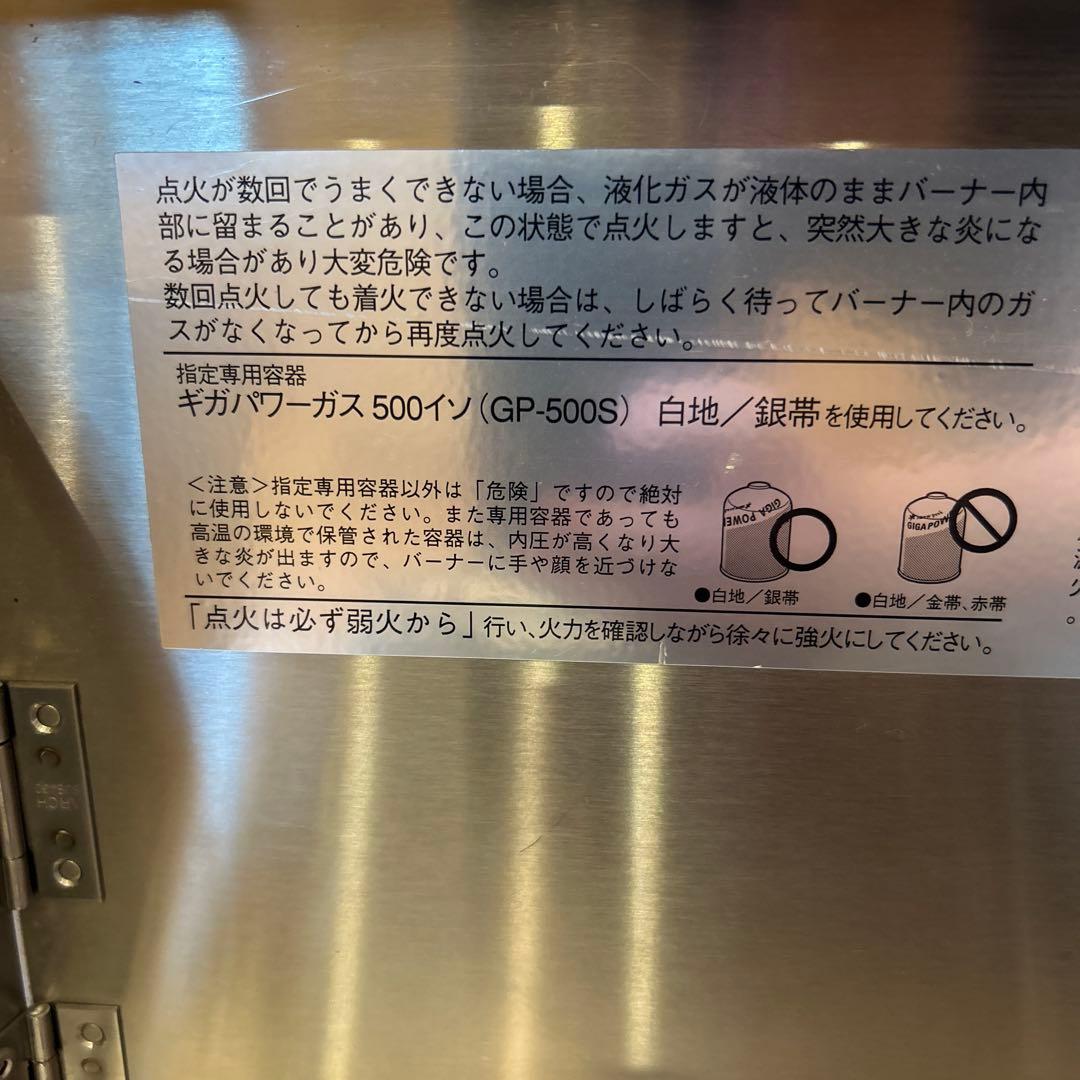 点火が数回でうまくできない場合、液化ガスが液体のままバーナー内
部に留まることがあり、この状態で点火しますと、突然大きな炎にな
る場合があり大変危険です。
数回点火しても着火できない場合は、しばらく待ってバーナー内のガ
スがなくなってから再度点火してください。
指定専用容器
ギガパワーガス 500イソ(GP-500S) 白地/銀帯を使用してください。
<注意>指定専用容器以外は「危険」ですので絶対
に使用しないでください。また専用容器であっても
高温の環境で保管された容器は、内圧が高くなり大
きな炎が出ますので、バーナーに手や顔を近づけな
いでください。
GIGA POWER
GIGA POW
●白地/銀帯
●白地/金帯、赤帯
「点火は必ず弱火から」行い、火力を確認しながら徐々に強火にしてください。
ARCH